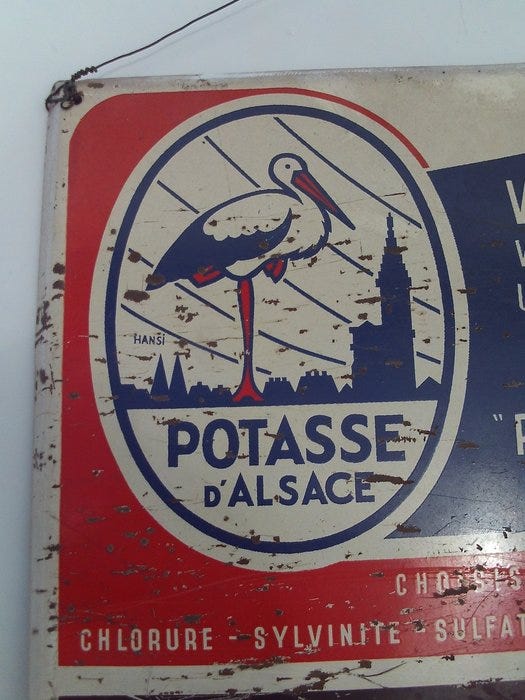 HANSI
POTASSE
D'ALSACE
CHLORURE - SYLVINITE - SULFAT